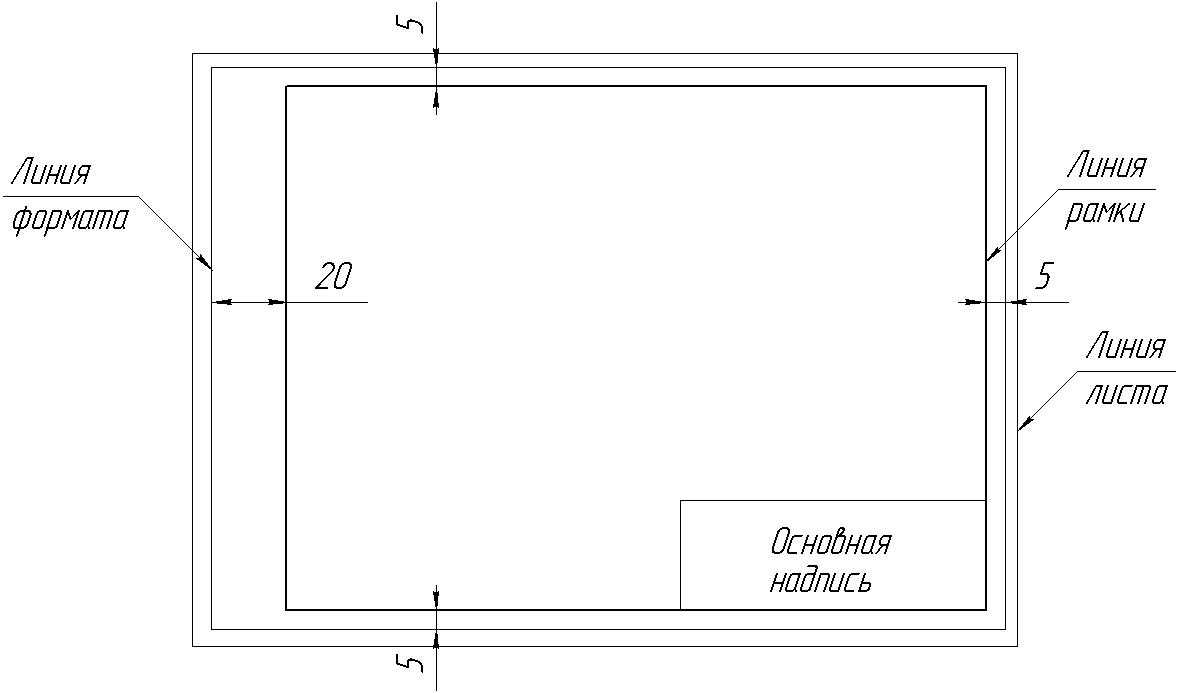 5
Линия
формата
20
Линия
рамки
5
Линия
листа
Основная
надпись
5